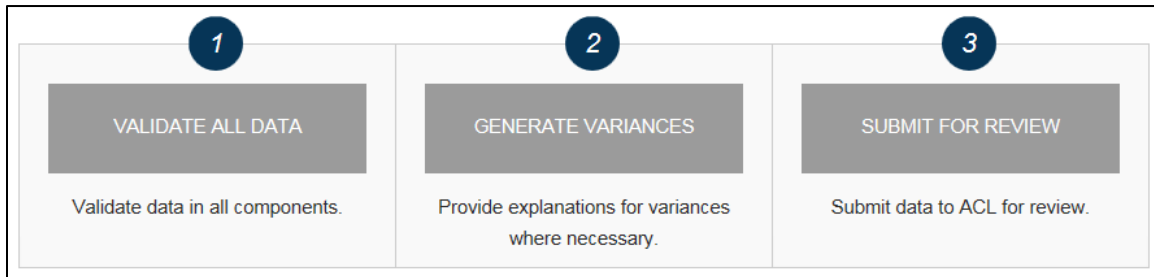 1
VALIDATE ALL DATA
Validate data in all components.
2
GENERATE VARIANCES
Provide explanations for variances
where necessary.
3
SUBMIT FOR REVIEW
Submit data to ACL for review.